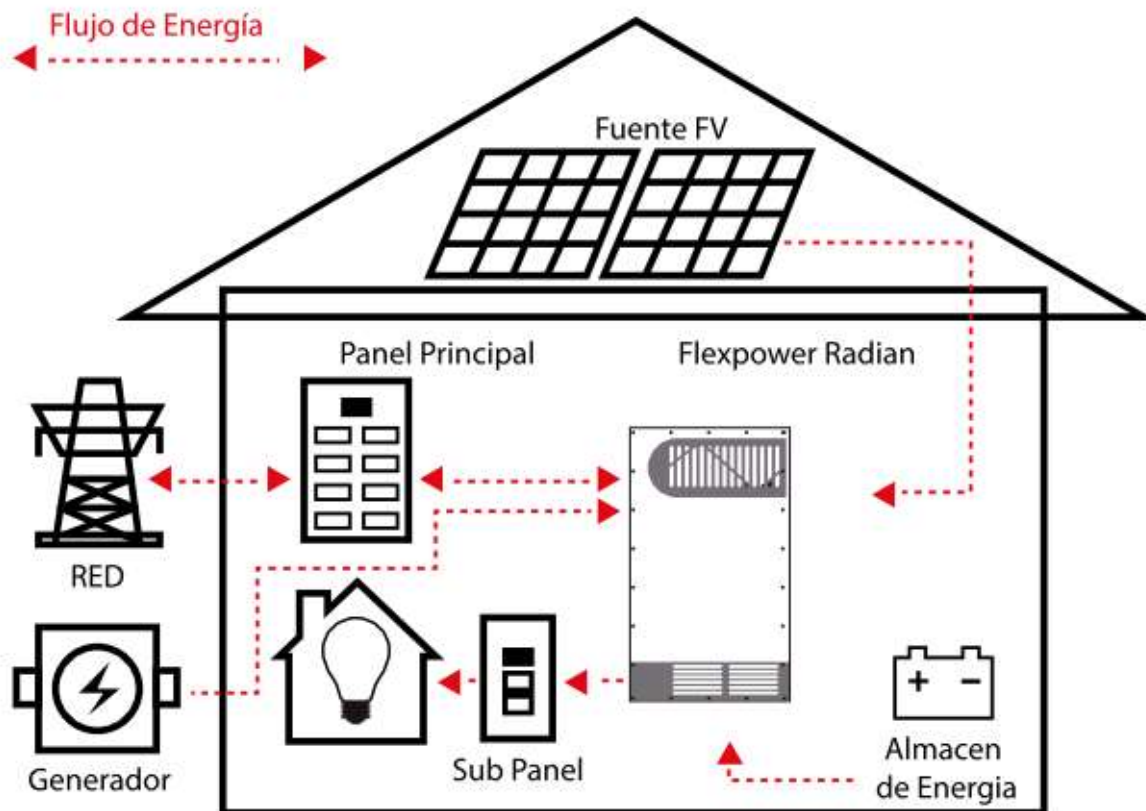 Flujo de Energía
Fuente FV
Panel Principal
Flexpower Radian
RED
Generador
Sub Panel
+ −
Almacen
de Energia